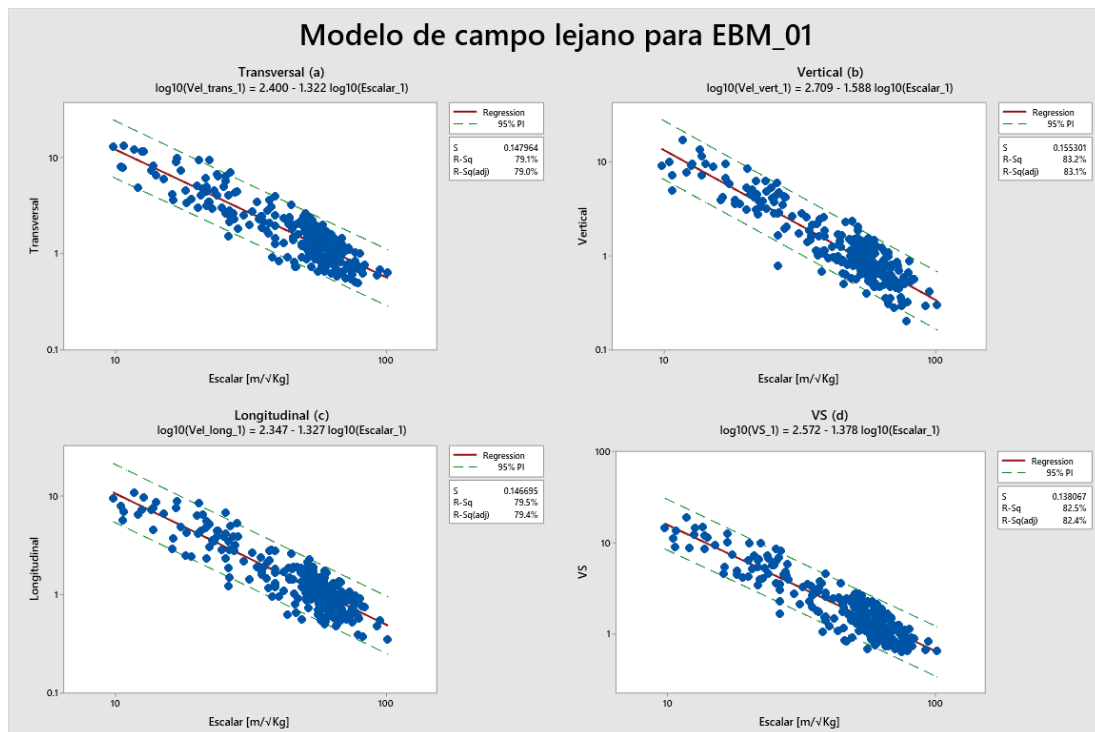 Modelo de campo lejano para EBM_01
Transversal (a)
log10(Vel_trans_1) = 2.400 - 1.322 log10(Escalar_1)
Regression
95% PI
S 0.147964
R-Sq 79.1%
R-Sq(adj) 79.0%
Transversal
10
1
0.1
10 100
Escalar [m/√Kg]
Vertical (b)
log10(Vel_vert_1) = 2.709 - 1.588 log10(Escalar_1)
Regression
95% PI
S 0.155301
R-Sq 83.2%
R-Sq(adj) 83.1%
Vertical
10
1
0.1
10 100
Escalar [m/√Kg]
Longitudinal (c)
log10(Vel_long_1) = 2.347 - 1.327 log10(Escalar_1)
Regression
95% PI
S 0.146695
R-Sq 79.5%
R-Sq(adj) 79.4%
Longitudinal
10
1
0.1
10 100
Escalar [m/√Kg]
VS (d)
log10(VS_1) = 2.572 - 1.378 log10(Escalar_1)
Regression
95% PI
S 0.138067
R-Sq 82.5%
R-Sq(adj) 82.4%
VS
100
10
1
10 100
Escalar [m/√Kg]